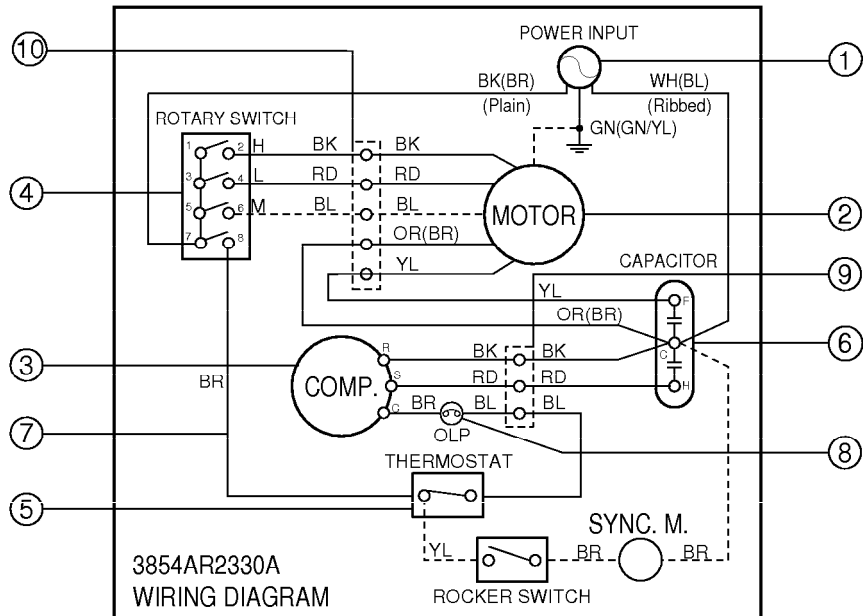 POWER INPUT
10
1
BK(BR) WH(BL)
(Plain) (Ribbed)
ROTARY SWITCH
GN(GN/YL)
1 2 H BK BK
3 4 L RD RD
4
5 6 M BL BL
MOTOR
2
7 8
OR(BR)
CAPACITOR
YL
9
YL
F
OR(BR)
R BK BK
C
6
3
BR
COMP.
S RD RD
H
C BR BL BL
7
OLP
8
THERMOSTAT
5
SYNC. M.
3854AR2330A
YL BR BR
WIRING DIAGRAM
ROCKER SWITCH